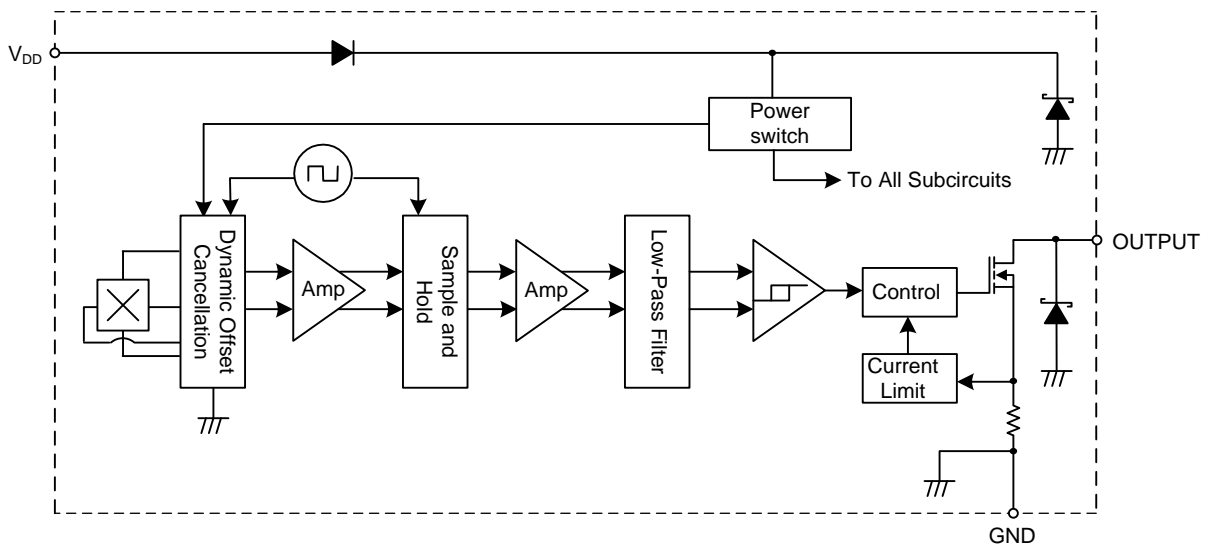 V_DD
Power
switch
To All Subcircuits
Dynamic Offset
Cancellation
Amp
Sample and
Hold
Amp
Low-Pass Filter
Control
OUTPUT
Current
Limit
GND